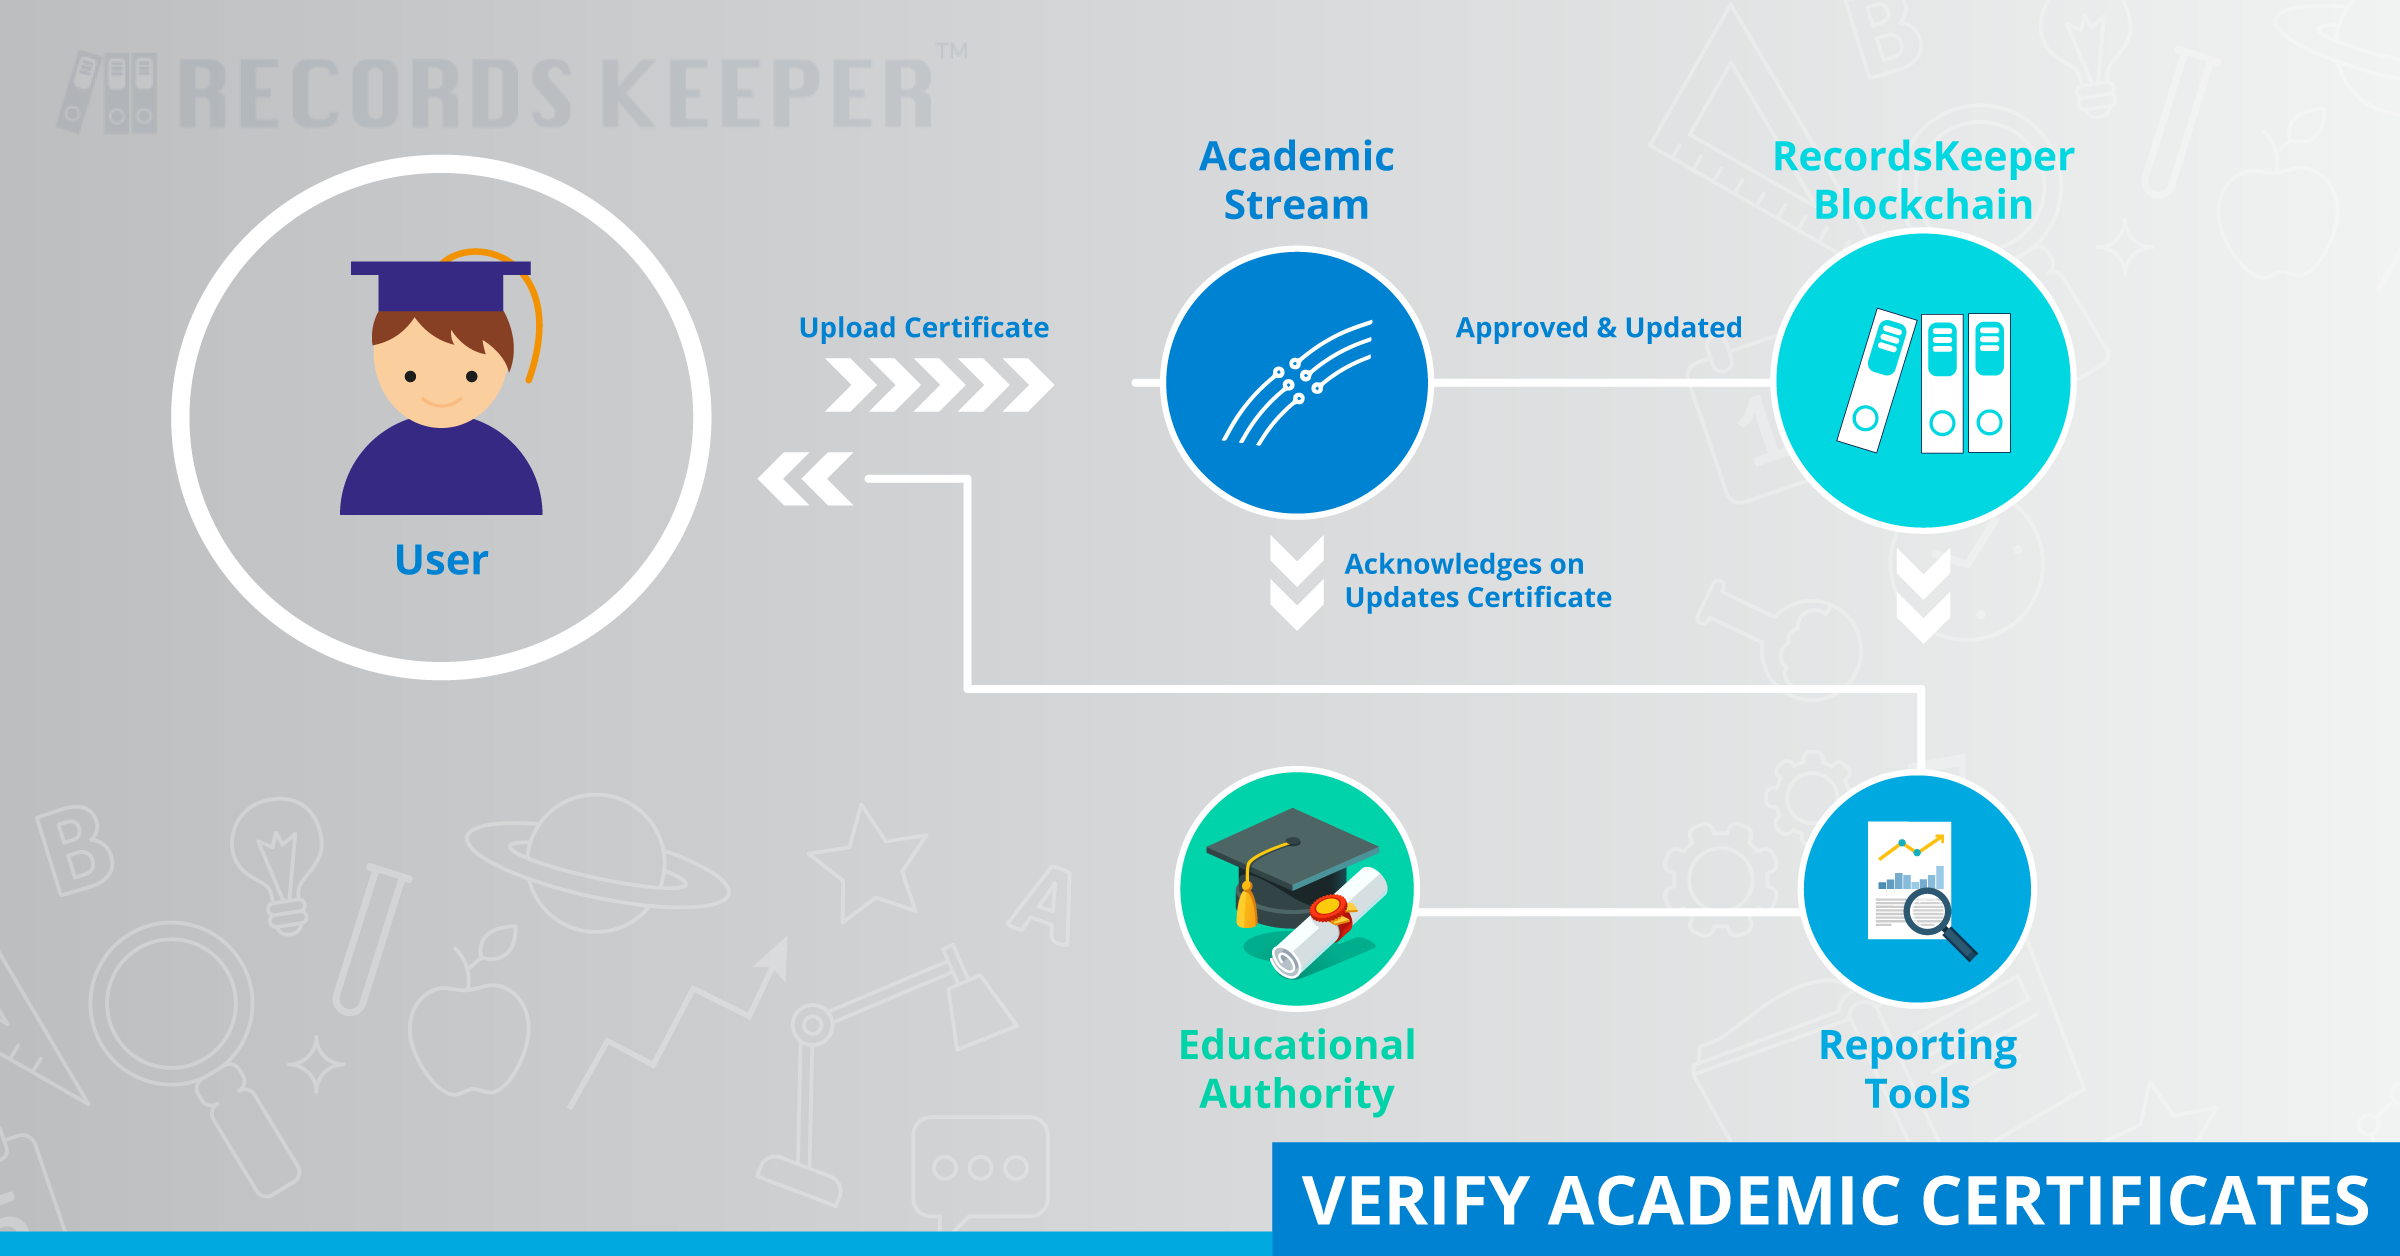 RECORDS KEEPER™
Academic
Stream
RecordsKeeper
Blockchain
Upload Certificate
Approved & Updated
User
Acknowledges on
Updates Certificate
Educational
Authority
Reporting
Tools
VERIFY ACADEMIC CERTIFICATES